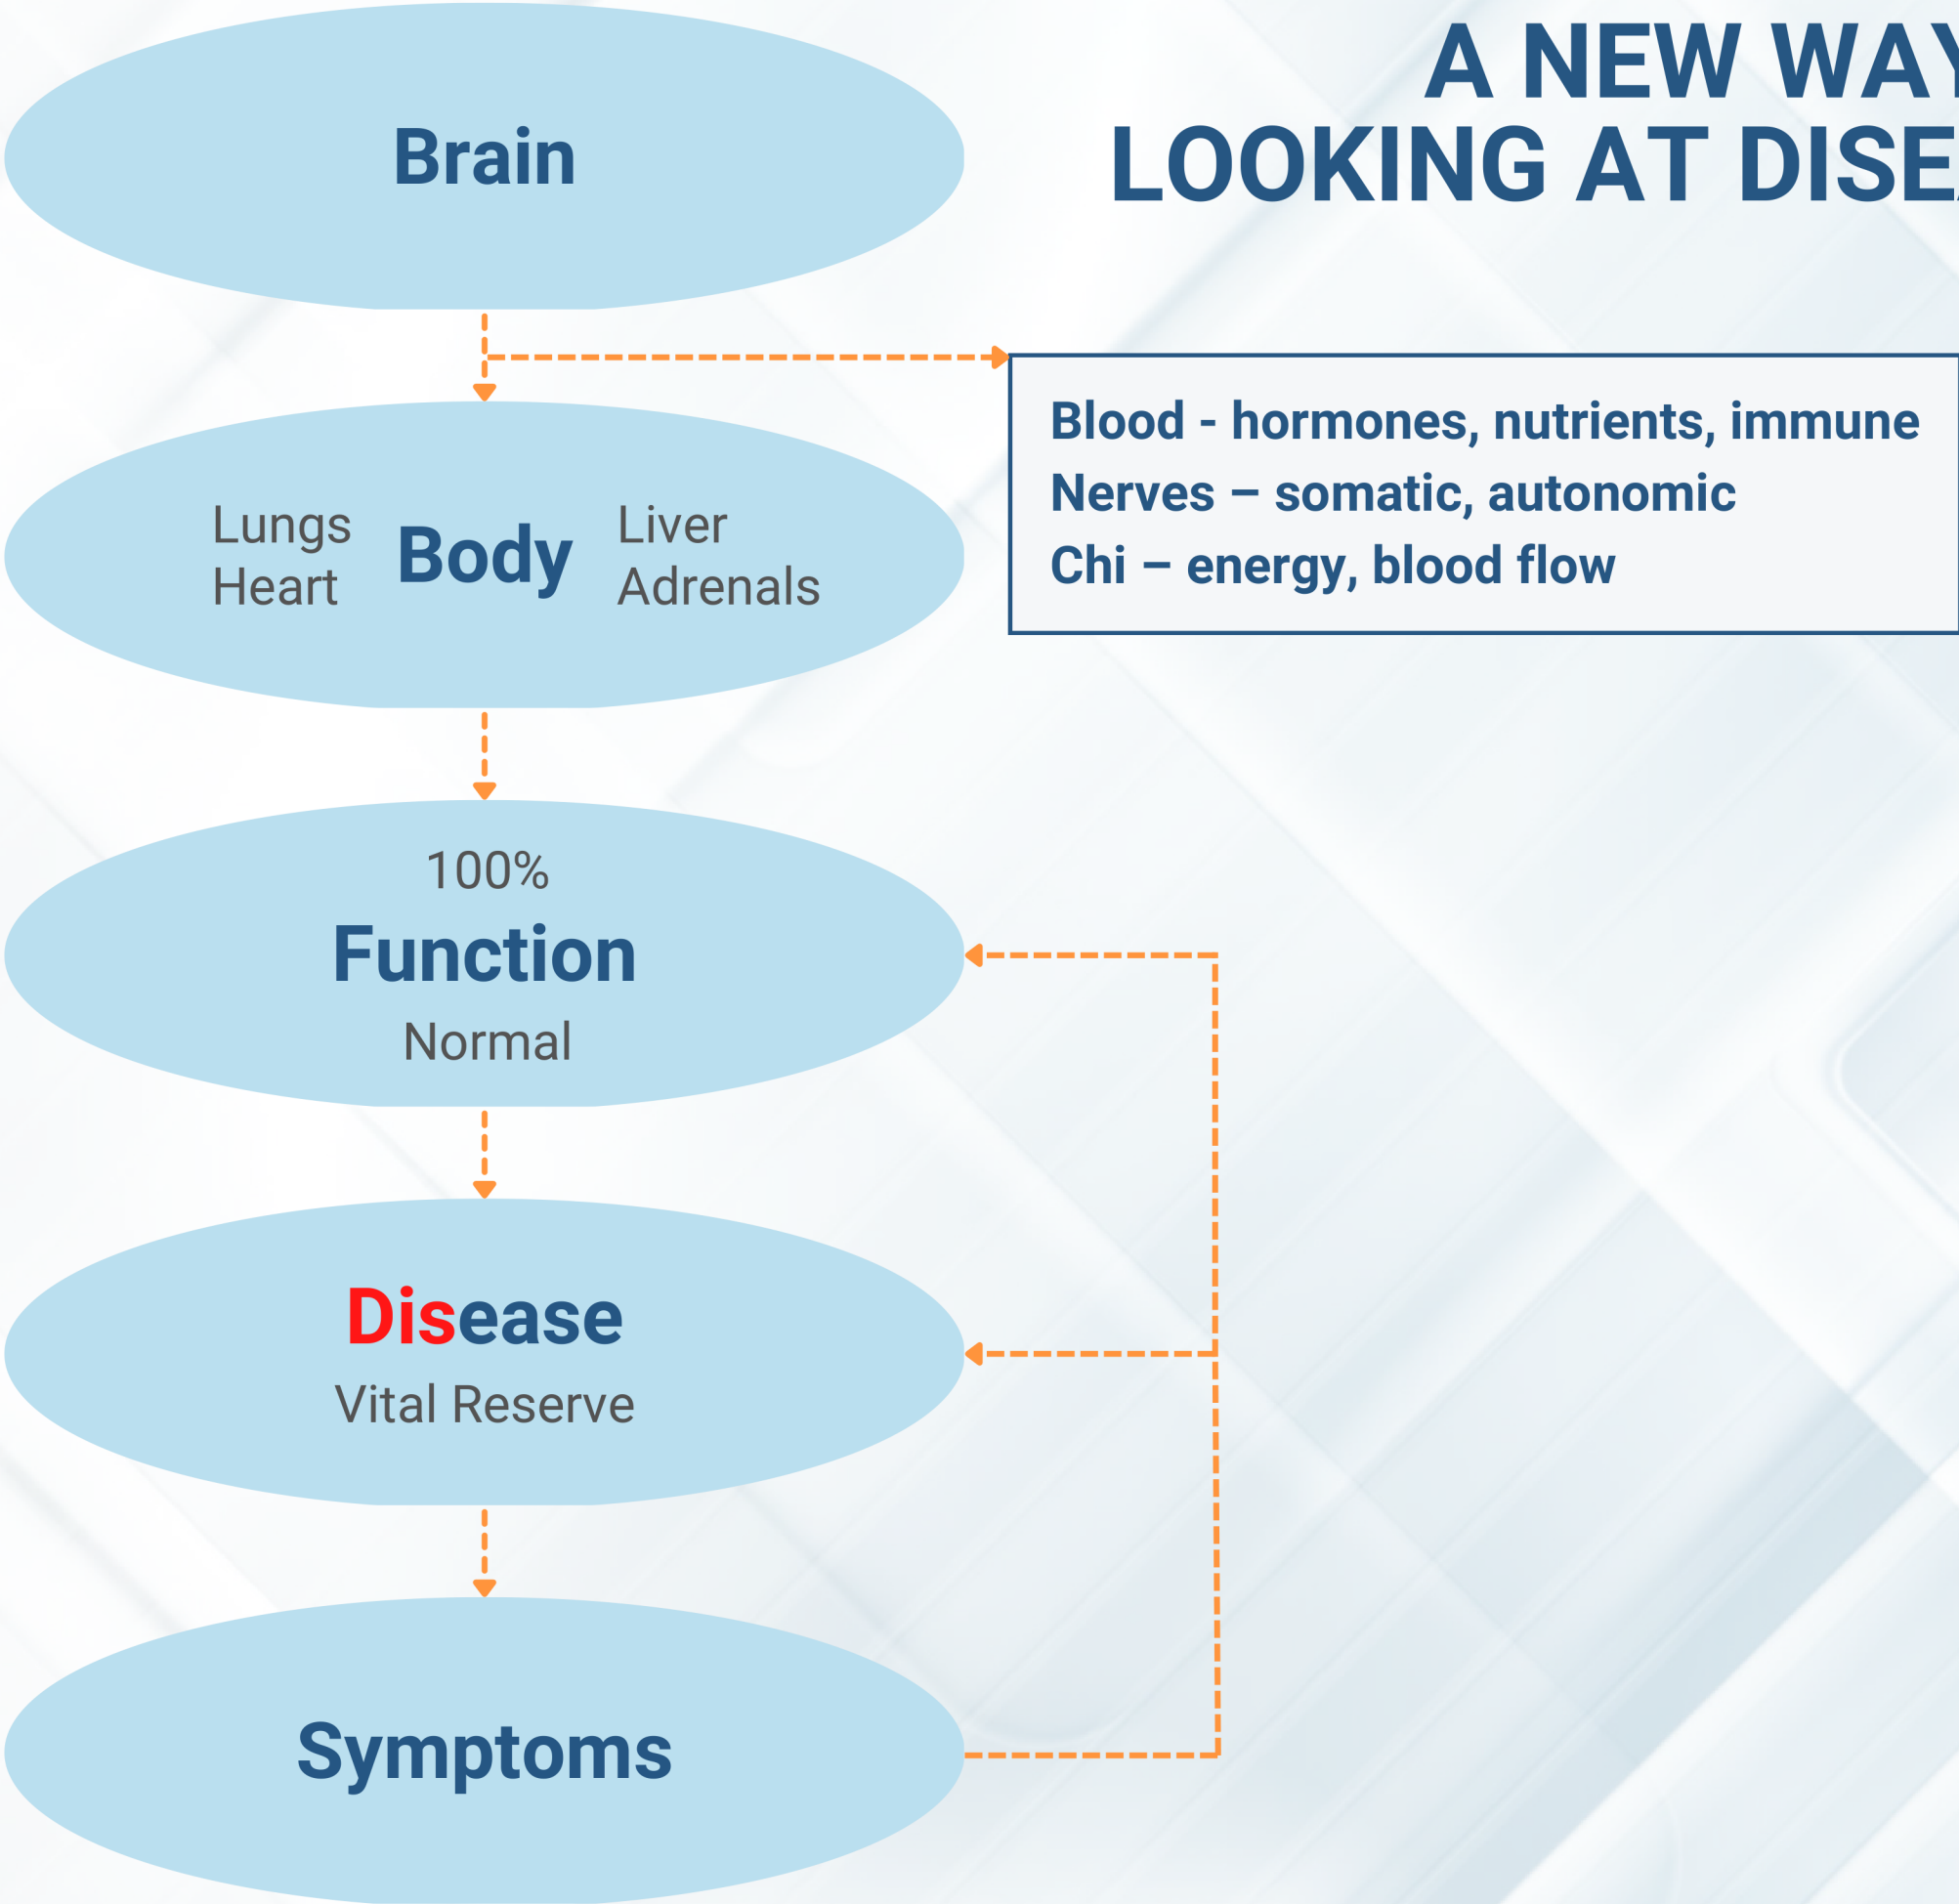 A NEW WAY
LOOKING AT DISEA
Brain
Blood - hormones, nutrients, immune
Nerves – somatic, autonomic
Chi – energy, blood flow
Lungs
Heart
Body
Liver
Adrenals
100%
Function
Normal
Disease
Vital Reserve
Symptoms